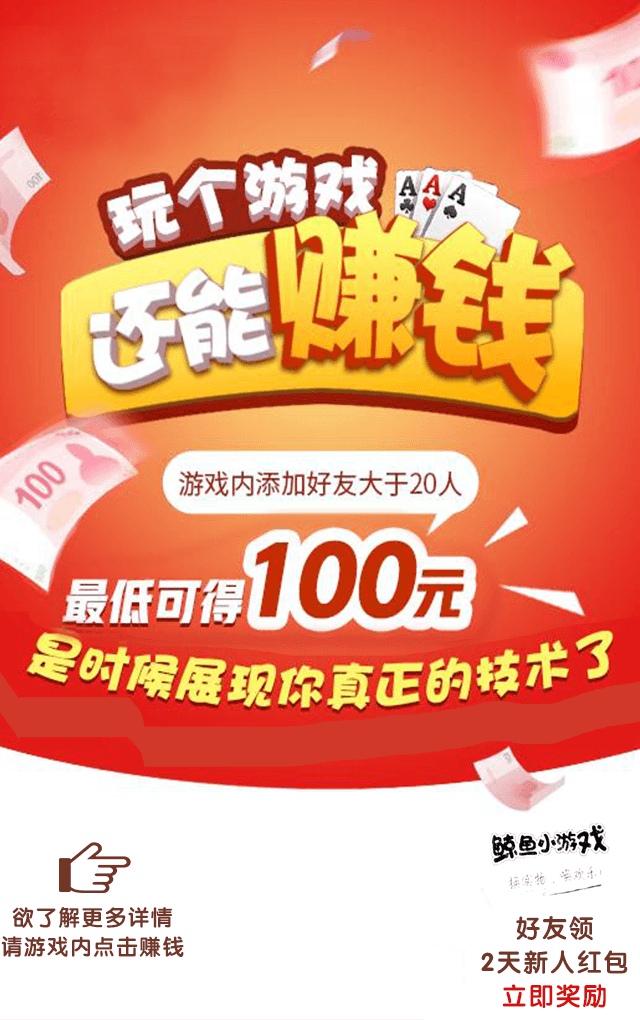 玩个游戏
A A A
还能赚钱
100
100
游戏内添加好友大于20人
最低可得100元
是时候展现你真正的技术了
鲸鱼小游戏
欲了解更多详情
请游戏内点击赚钱
好友领
2天新人红包
立即奖励